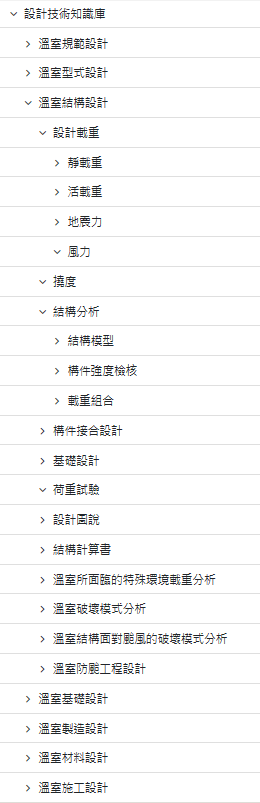 設計技術知識庫
溫室規範設計
溫室型式設計
溫室結構設計
設計載重
靜載重
活載重
地震力
風力
撓度
結構分析
結構模型
構件強度檢核
載重組合
構件接合設計
基礎設計
荷重試驗
設計圖說
結構計算書
溫室所面臨的特殊環境載重分析
溫室破壞模式分析
溫室結構面對颱風的破壞模式分析
溫室防颱工程設計
溫室基礎設計
溫室製造設計
溫室材料設計
溫室施工設計